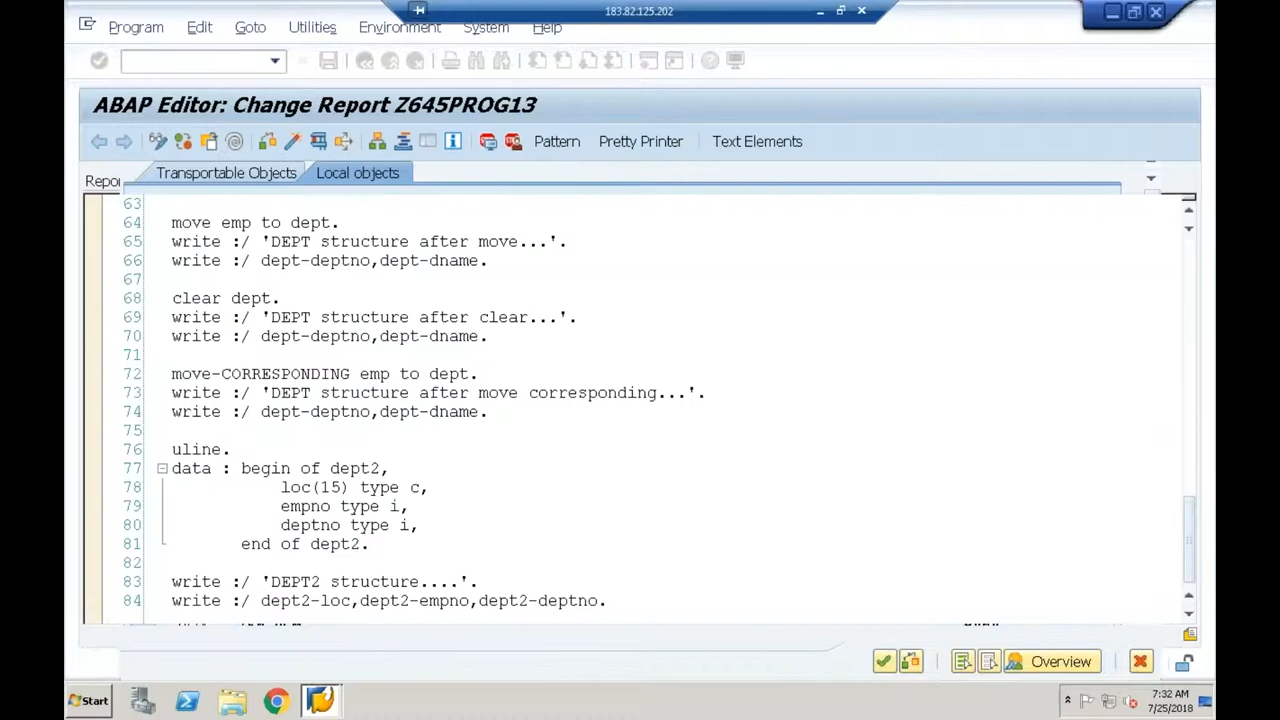 183.82.125.202
Program Edit Goto Utilities Environment System Help
ABAP Editor: Change Report Z645PROG13
Pattern Pretty Printer Text Elements
Transportable Objects Local objects
Repor
63
64 move emp to dept.
65 write :/ 'DEPT structure after move...'.
66 write :/ dept-deptno,dept-dname.
67
68 clear dept.
69 write :/ 'DEPT structure after clear...'.
70 write :/ dept-deptno,dept-dname.
71
72 move-CORRESPONDING emp to dept.
73 write :/ 'DEPT structure after move corresponding...'.
74 write :/ dept-deptno,dept-dname.
75
76 uline.
77 data : begin of dept2,
78 loc(15) type c,
79 empno type i,
80 deptno type i,
81 end of dept2.
82
83 write :/ 'DEPT2 structure....'.
84 write :/ dept2-loc,dept2-empno,dept2-deptno.
Overview
Start
7:32 AM
7/25/2018